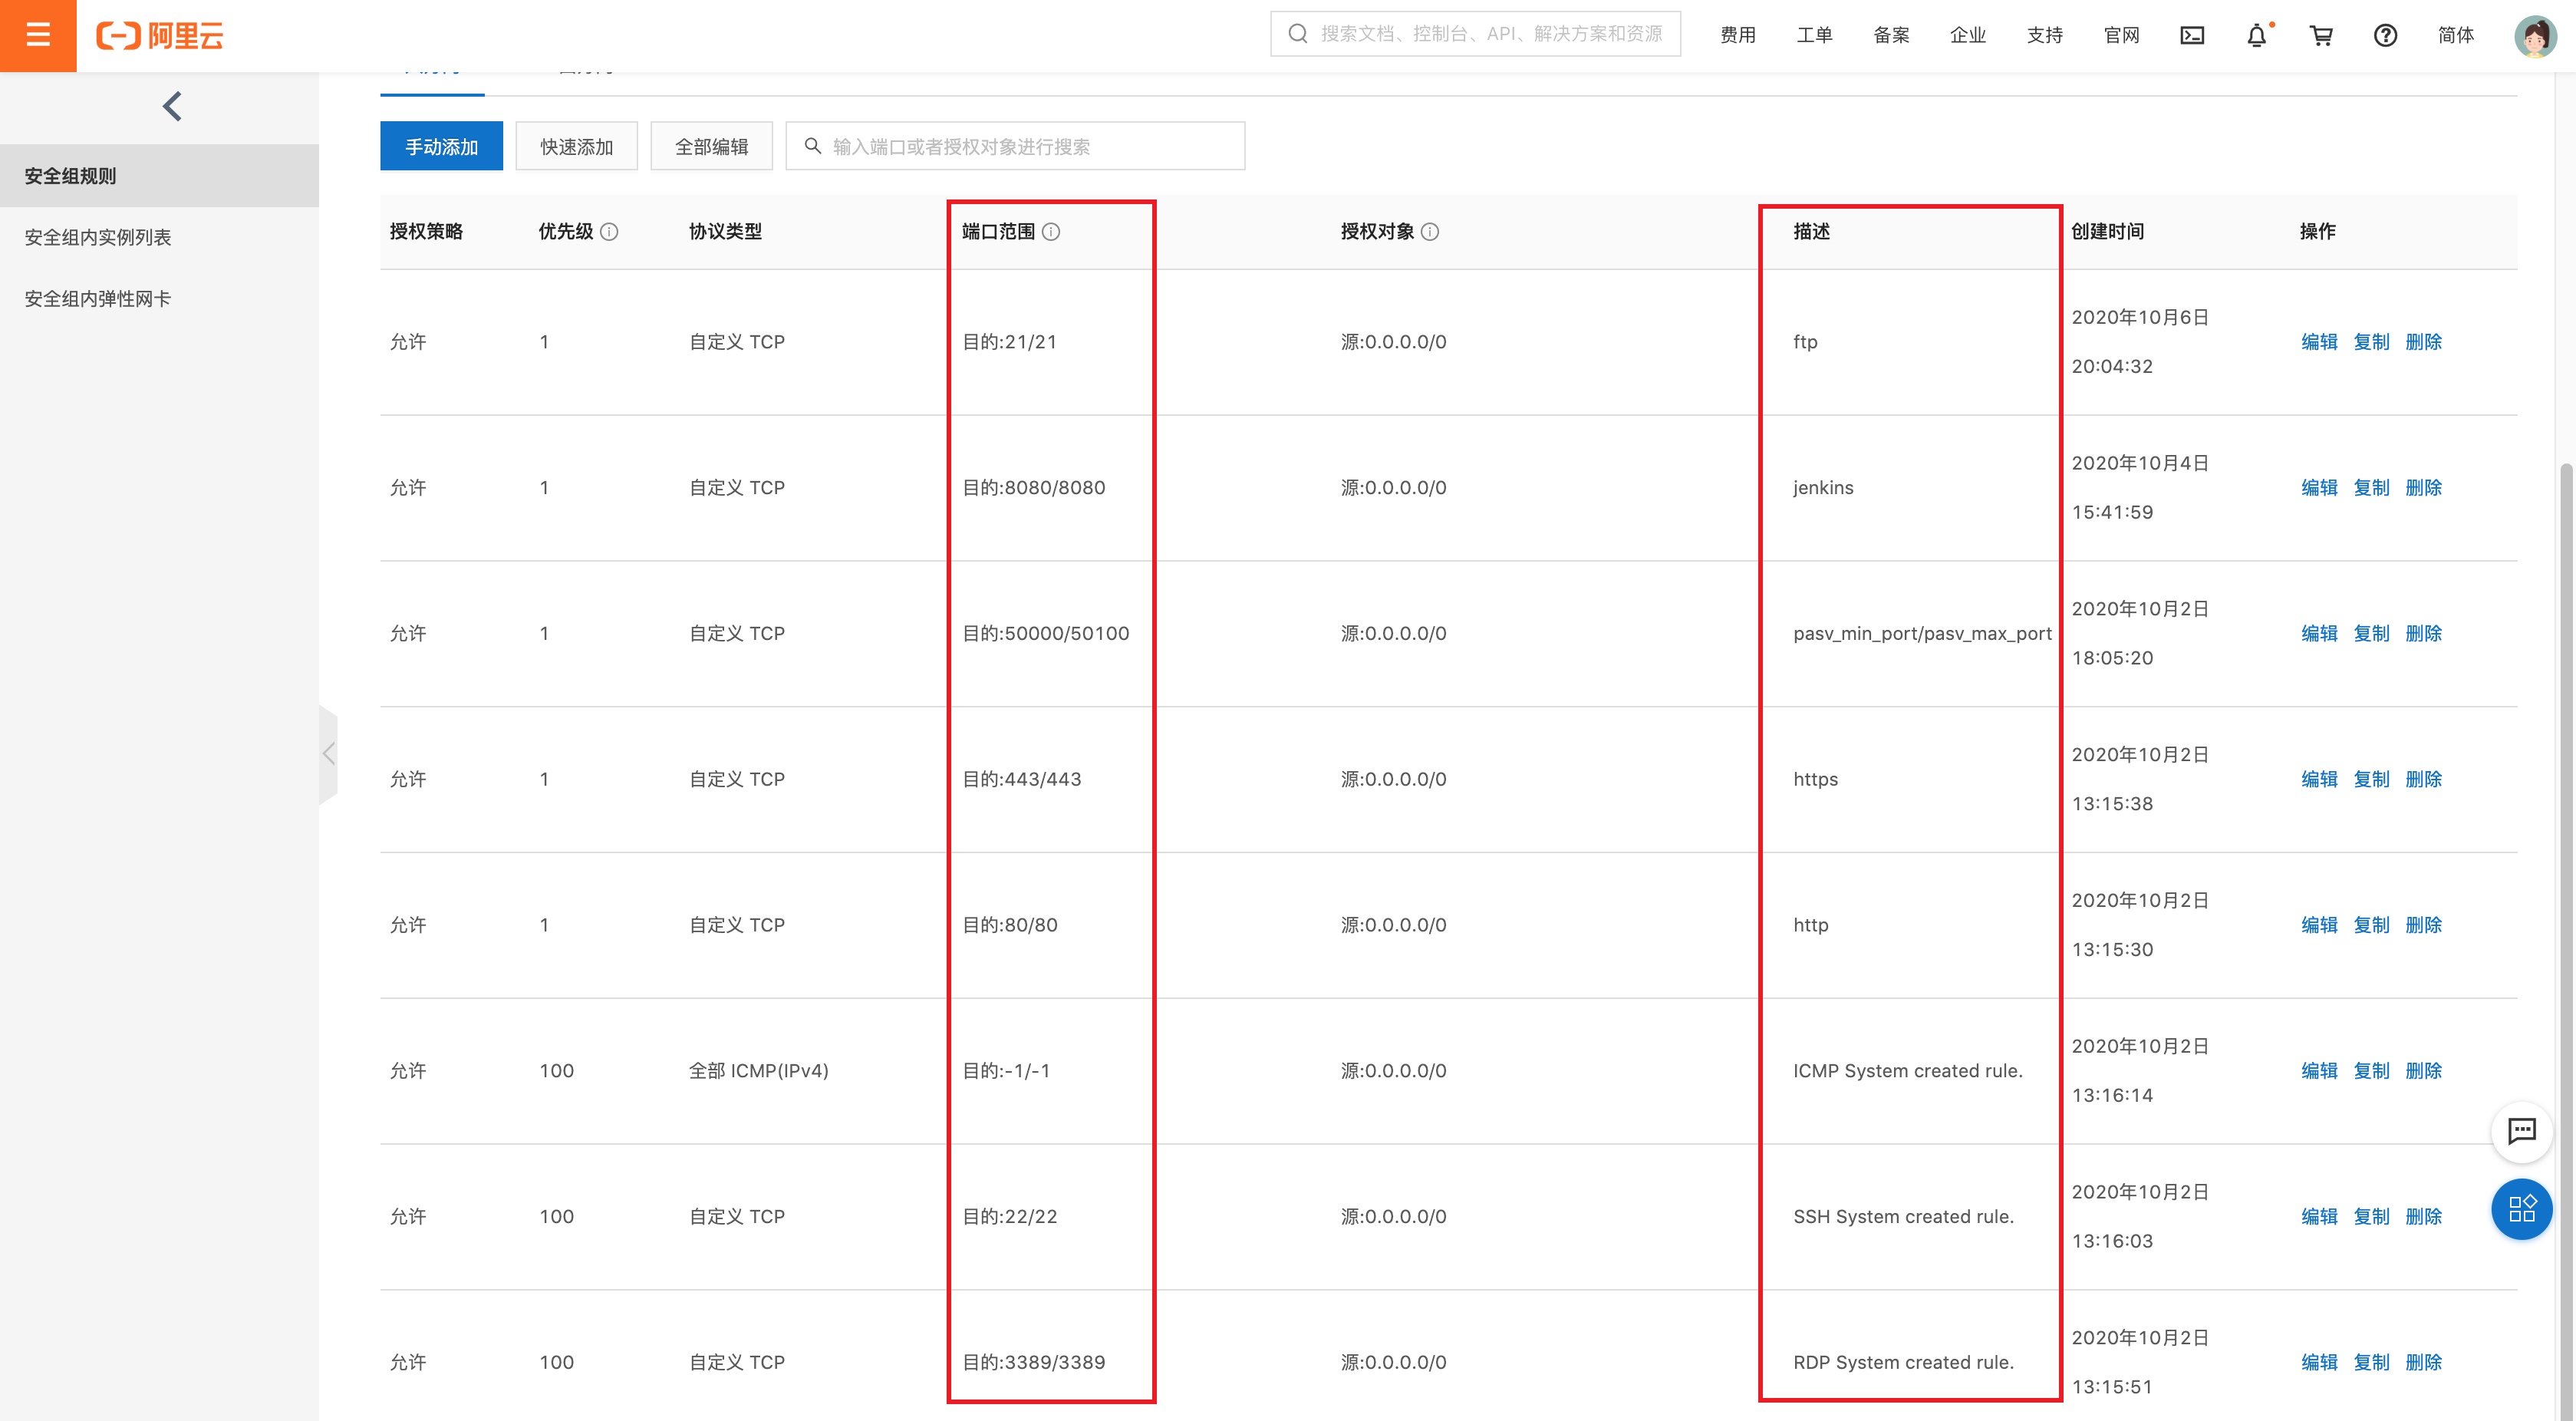 阿里云
搜索文档、控制台、API、解决方案和资源
费用 工单 备案 企业 支持 官网 简体
手动添加 快速添加 全部编辑 输入端口或者授权对象进行搜索
安全组规则
安全组内实例列表
安全组内弹性网卡
授权策略 优先级 协议类型 端口范围 授权对象 描述 创建时间 操作
允许 1 自定义 TCP 目的:21/21 源:0.0.0.0/0 ftp 2020年10月6日 编辑 复制 删除
20:04:32
允许 1 自定义 TCP 目的:8080/8080 源:0.0.0.0/0 jenkins 2020年10月4日 编辑 复制 删除
15:41:59
允许 1 自定义 TCP 目的:50000/50100 源:0.0.0.0/0 pasv_min_port/pasv_max_port 2020年10月2日 编辑 复制 删除
18:05:20
允许 1 自定义 TCP 目的:443/443 源:0.0.0.0/0 https 2020年10月2日 编辑 复制 删除
13:15:38
允许 1 自定义 TCP 目的:80/80 源:0.0.0.0/0 http 2020年10月2日 编辑 复制 删除
13:15:30
允许 100 全部 ICMP(IPv4) 目的:-1/-1 源:0.0.0.0/0 ICMP System created rule. 2020年10月2日 编辑 复制 删除
13:16:14
允许 100 自定义 TCP 目的:22/22 源:0.0.0.0/0 SSH System created rule. 2020年10月2日 编辑 复制 删除
13:16:03
允许 100 自定义 TCP 目的:3389/3389 源:0.0.0.0/0 RDP System created rule. 2020年10月2日 编辑 复制 删除
13:15:51